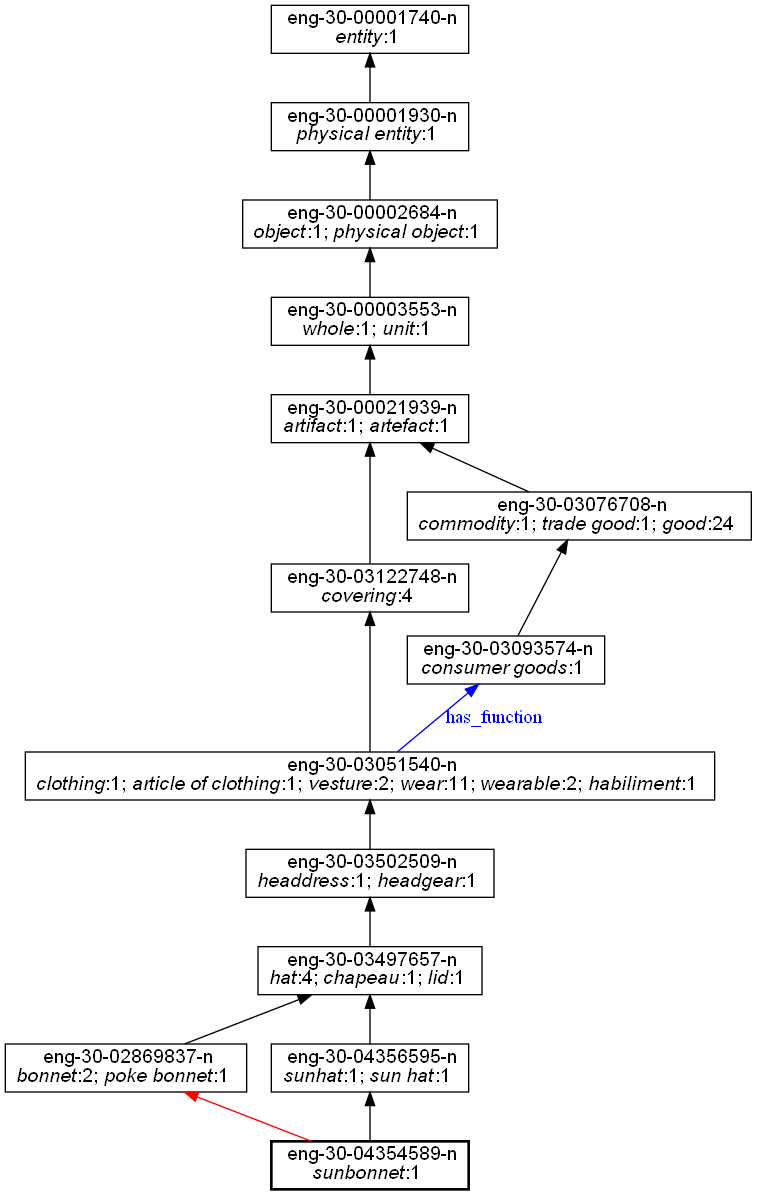 eng-30-00001740-n
entity:1
eng-30-00001930-n
physical entity:1
eng-30-00002684-n
object:1; physical object:1
eng-30-00003553-n
whole:1; unit:1
eng-30-00021939-n
artifact:1; artefact:1
eng-30-03076708-n
commodity:1; trade good:1; good:24
eng-30-03122748-n
covering:4
eng-30-03093574-n
consumer goods:1
has_function
eng-30-03051540-n
clothing:1; article of clothing:1; vesture:2; wear:11; wearable:2; habiliment:1
eng-30-03502509-n
headdress:1; headgear:1
eng-30-03497657-n
hat:4; chapeau:1; lid:1
eng-30-02869837-n
bonnet:2; poke bonnet:1
eng-30-04356595-n
sunhat:1; sun hat:1
eng-30-04354589-n
sunbonnet:1